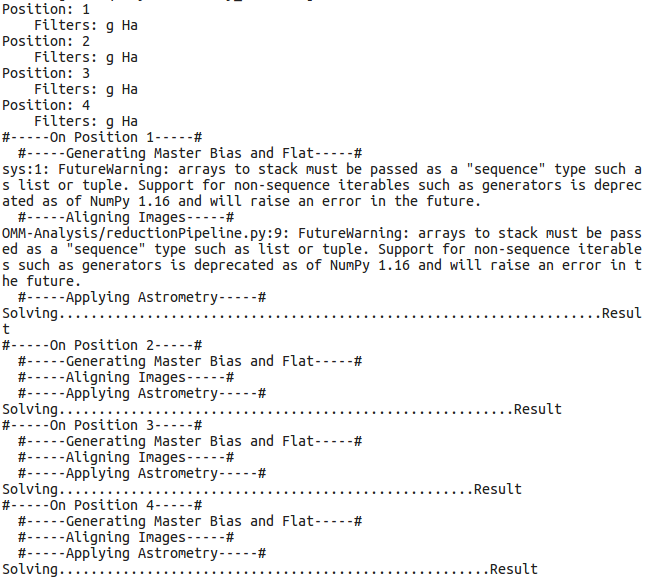 Position: 1
    Filters: g Ha
Position: 2
    Filters: g Ha
Position: 3
    Filters: g Ha
Position: 4
    Filters: g Ha
#-----On Position 1-----#
  #-----Generating Master Bias and Flat-----#
sys:1: FutureWarning: arrays to stack must be passed as a "sequence" type such a
s list or tuple. Support for non-sequence iterables such as generators is deprec
ated as of NumPy 1.16 and will raise an error in the future.
  #-----Aligning Images-----#
OMM-Analysis/reductionPipeline.py:9: FutureWarning: arrays to stack must be pass
ed as a "sequence" type such as list or tuple. Support for non-sequence iterable
s such as generators is deprecated as of NumPy 1.16 and will raise an error in t
he future.
  #-----Applying Astrometry-----#
Solving....................................................................Resul
t
#-----On Position 2-----#
  #-----Generating Master Bias and Flat-----#
  #-----Aligning Images-----#
  #-----Applying Astrometry-----#
Solving.........................................................Result
#-----On Position 3-----#
  #-----Generating Master Bias and Flat-----#
  #-----Aligning Images-----#
  #-----Applying Astrometry-----#
Solving....................................................Result
#-----On Position 4-----#
  #-----Generating Master Bias and Flat-----#
  #-----Aligning Images-----#
  #-----Applying Astrometry-----#
Solving......................................................Result